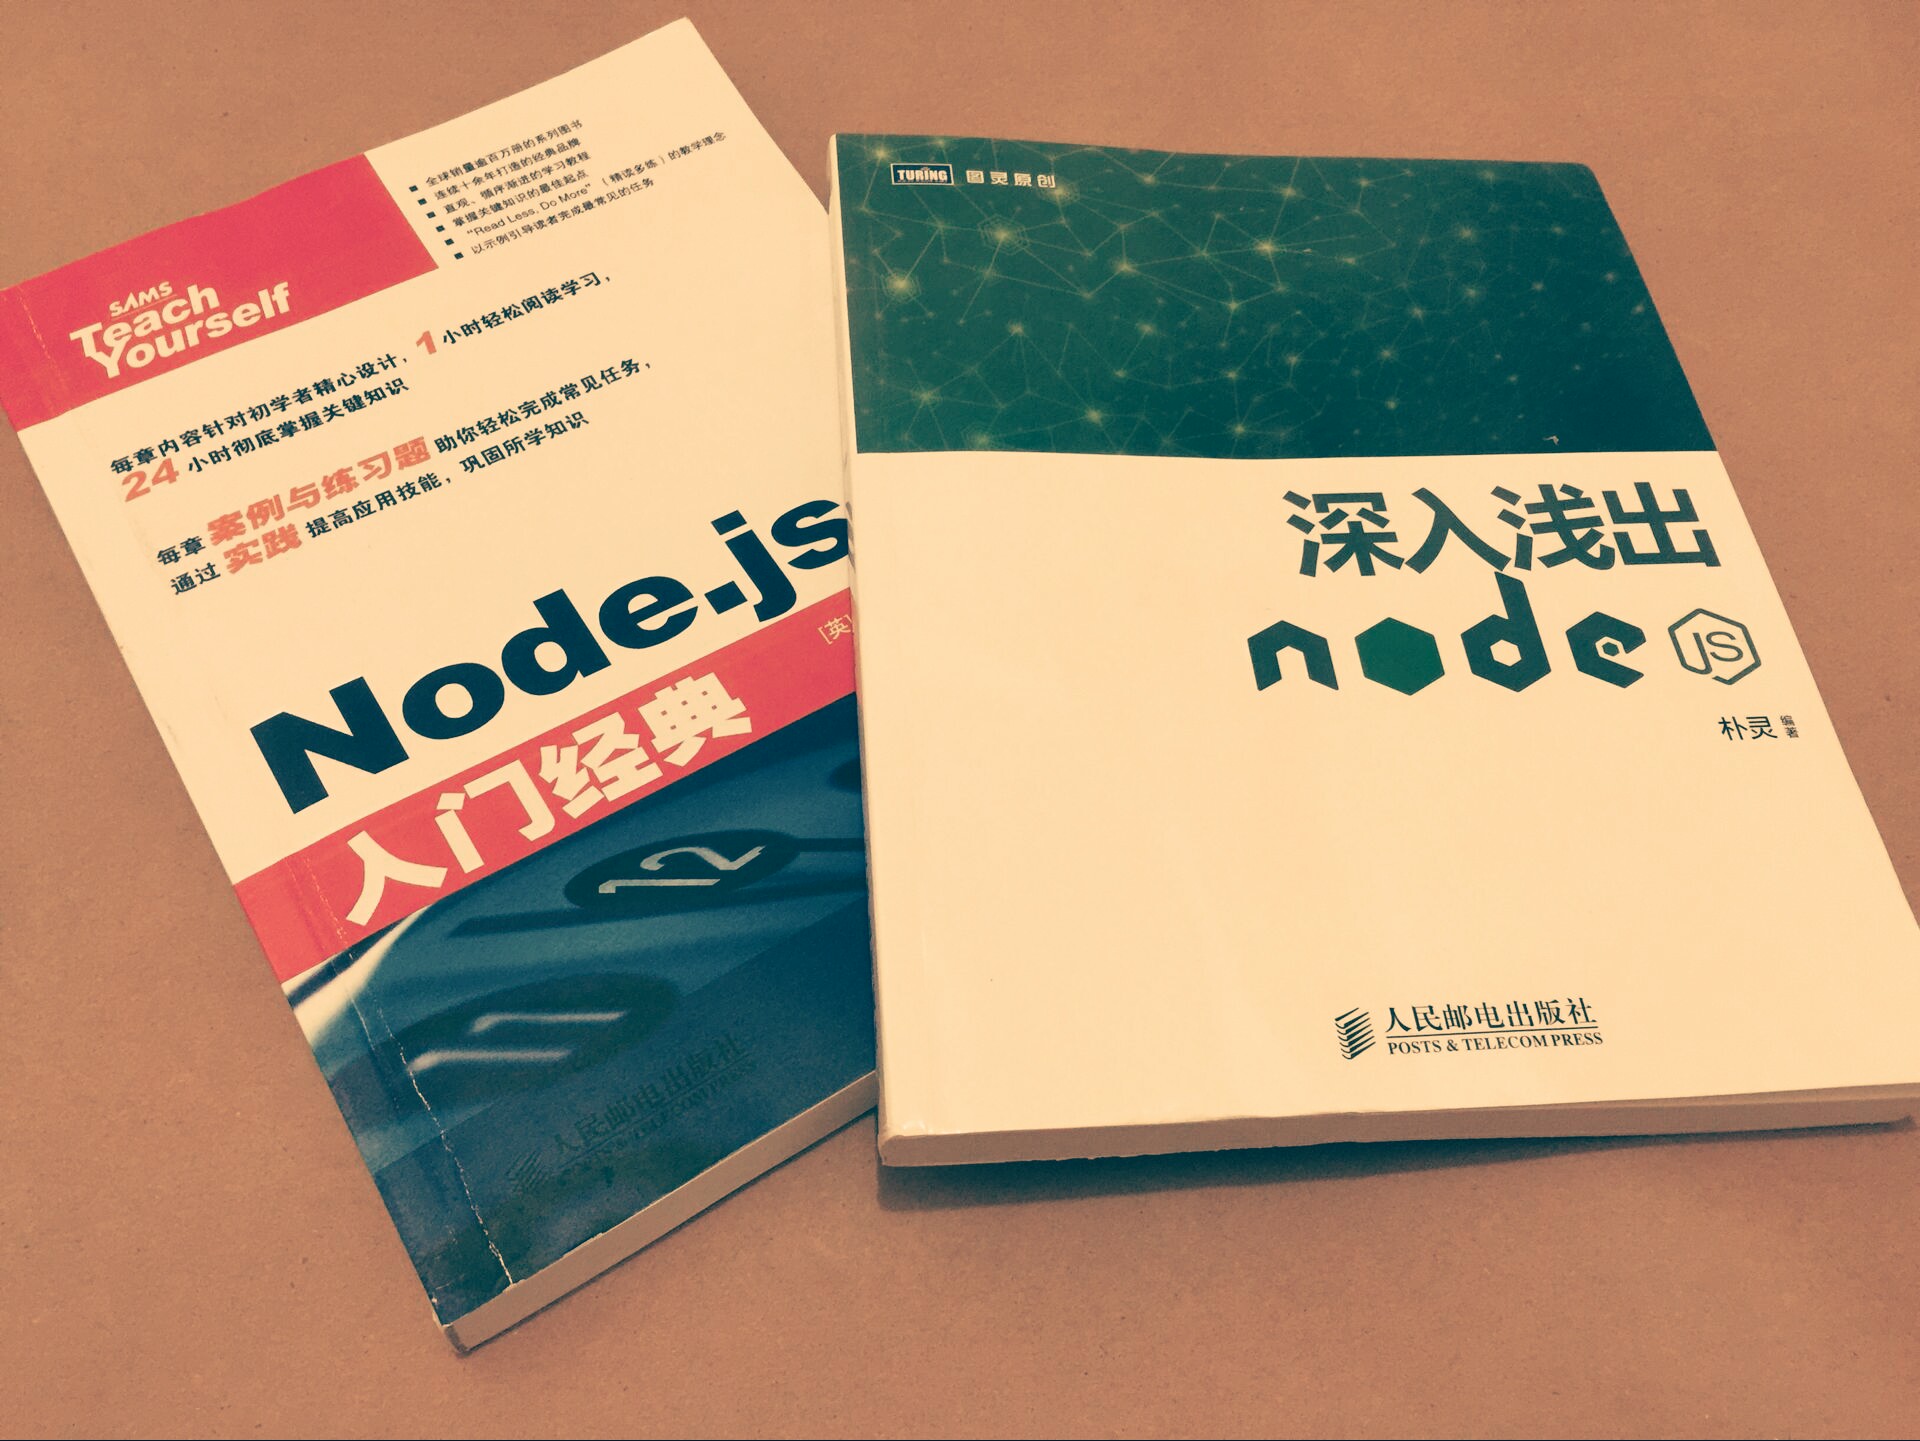 ■ 全球销量逾百万册的系列图书
■ 连续十余年打造的经典品牌
■ 直观、循序渐进的学习教程
■ 掌握关键知识的最佳起点
■ “Read Less, Do More”（精读多练）的教学理念
■ 以示例引导读者完成最常见的任务
SAMS
Teach
Yourself
每章内容针对初学者精心设计，1小时轻松阅读学习，
24小时彻底掌握关键知识
每章案例与练习题助你轻松完成常见任务，
通过实践提高应用技能，巩固所学知识
Node.js
[英]
入门经典
12
人民邮电出版社
POSTS & TELECOM PRESS
TURING 图灵原创
深入浅出
node JS
朴灵 编著
人民邮电出版社
POSTS & TELECOM PRESS